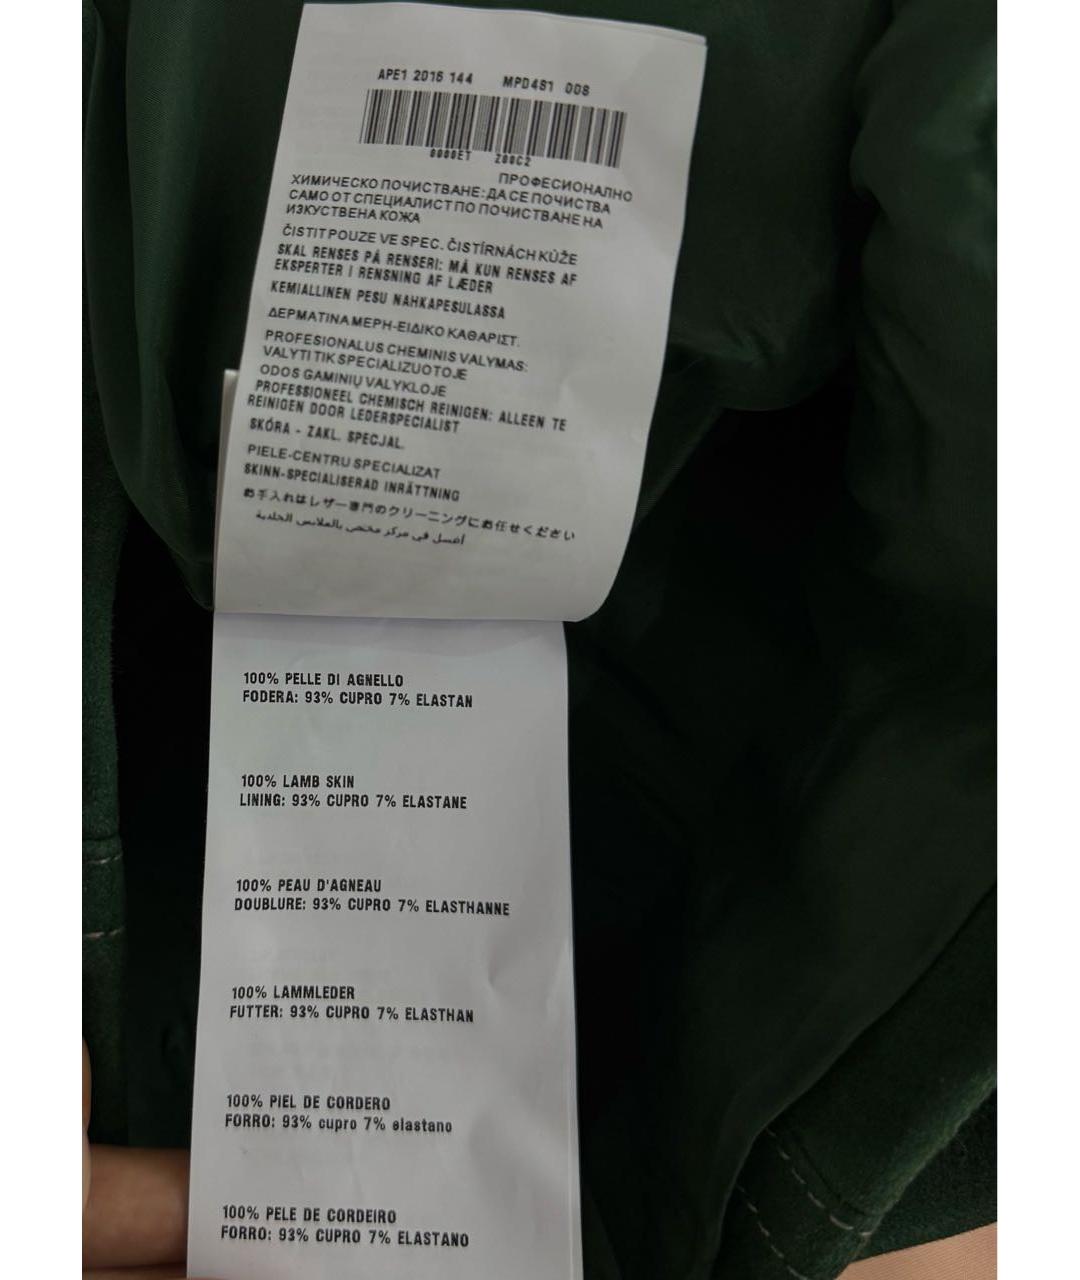 APE1 2016 144 MPD4S1 008
0000ET Z00C2
ПРОФЕСИОНАЛНО
ХИМИЧЕСКО ПОЧИСТВАНЕ: ДА СЕ ПОЧИСТВА
САМО ОТ СПЕЦИАЛИСТ ПО ПОЧИСТВАНЕ НА
ИЗКУСТВЕНА КОЖА
ČISTIT POUZE VE SPEC. ČISTÍRNÁCH KŮŽE
SKAL RENSES PÅ RENSERI: MÅ KUN RENSES AF
EKSPERTER I RENSNING AF LÆDER
KEMIALLINEN PESU NAHKAPESULASSA
ΔΕΡΜΑΤΙΝΑ ΜΕΡΗ-ΕΙΔΙΚΟ ΚΑΘΑΡΙΣΤ.
PROFESIONALUS CHEMINIS VALYMAS:
VALYTI TIK SPECIALIZUOTOJE
ODOS GAMINIŲ VALYKLOJE
PROFESSIONEEL CHEMISCH REINIGEN: ALLEEN TE
REINIGEN DOOR LEDERSPECIALIST
SKÓRA - ZAKL. SPECJAL.
PIELE-CENTRU SPECIALIZAT
SKINN-SPECIALISERAD INRÄTTNING
お手入れはレザー専門のクリーニングにお任せください
أغسل في مركز مختص بالملابس الجلدية
100% PELLE DI AGNELLO
FODERA: 93% CUPRO 7% ELASTAN
100% LAMB SKIN
LINING: 93% CUPRO 7% ELASTANE
100% PEAU D'AGNEAU
DOUBLURE: 93% CUPRO 7% ELASTHANNE
100% LAMMLEDER
FUTTER: 93% CUPRO 7% ELASTHAN
100% PIEL DE CORDERO
FORRO: 93% cupro 7% elastano
100% PELE DE CORDEIRO
FORRO: 93% CUPRO 7% ELASTANO